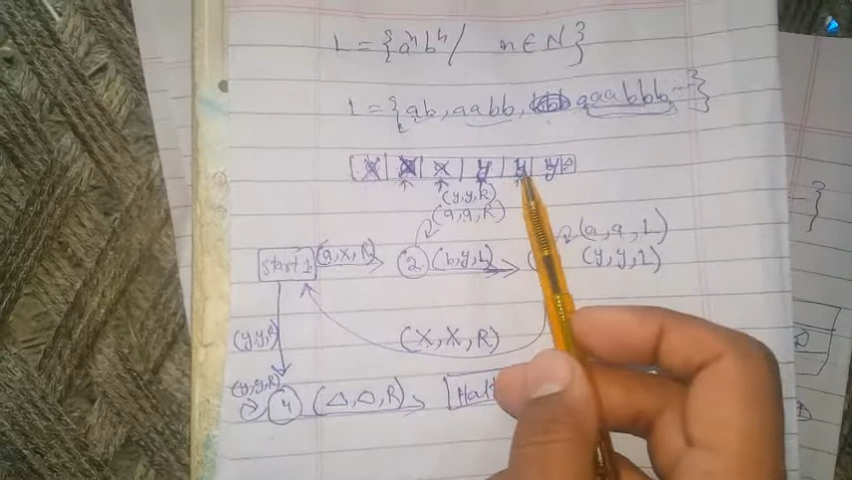 L = {aⁿbⁿ / n ∈ N}
L = {ab, aabb, aaabbb, ...}
X | X | X | y | y | y | Δ
(y, y, R)
(a, a, R)
(a, a, L)
Start 1 (a, X, R) 2 (b, y, L) (y, y, L)
(y, y, R) (X, X, R)
(y, y, R)
4 (Δ, Δ, R) Halt